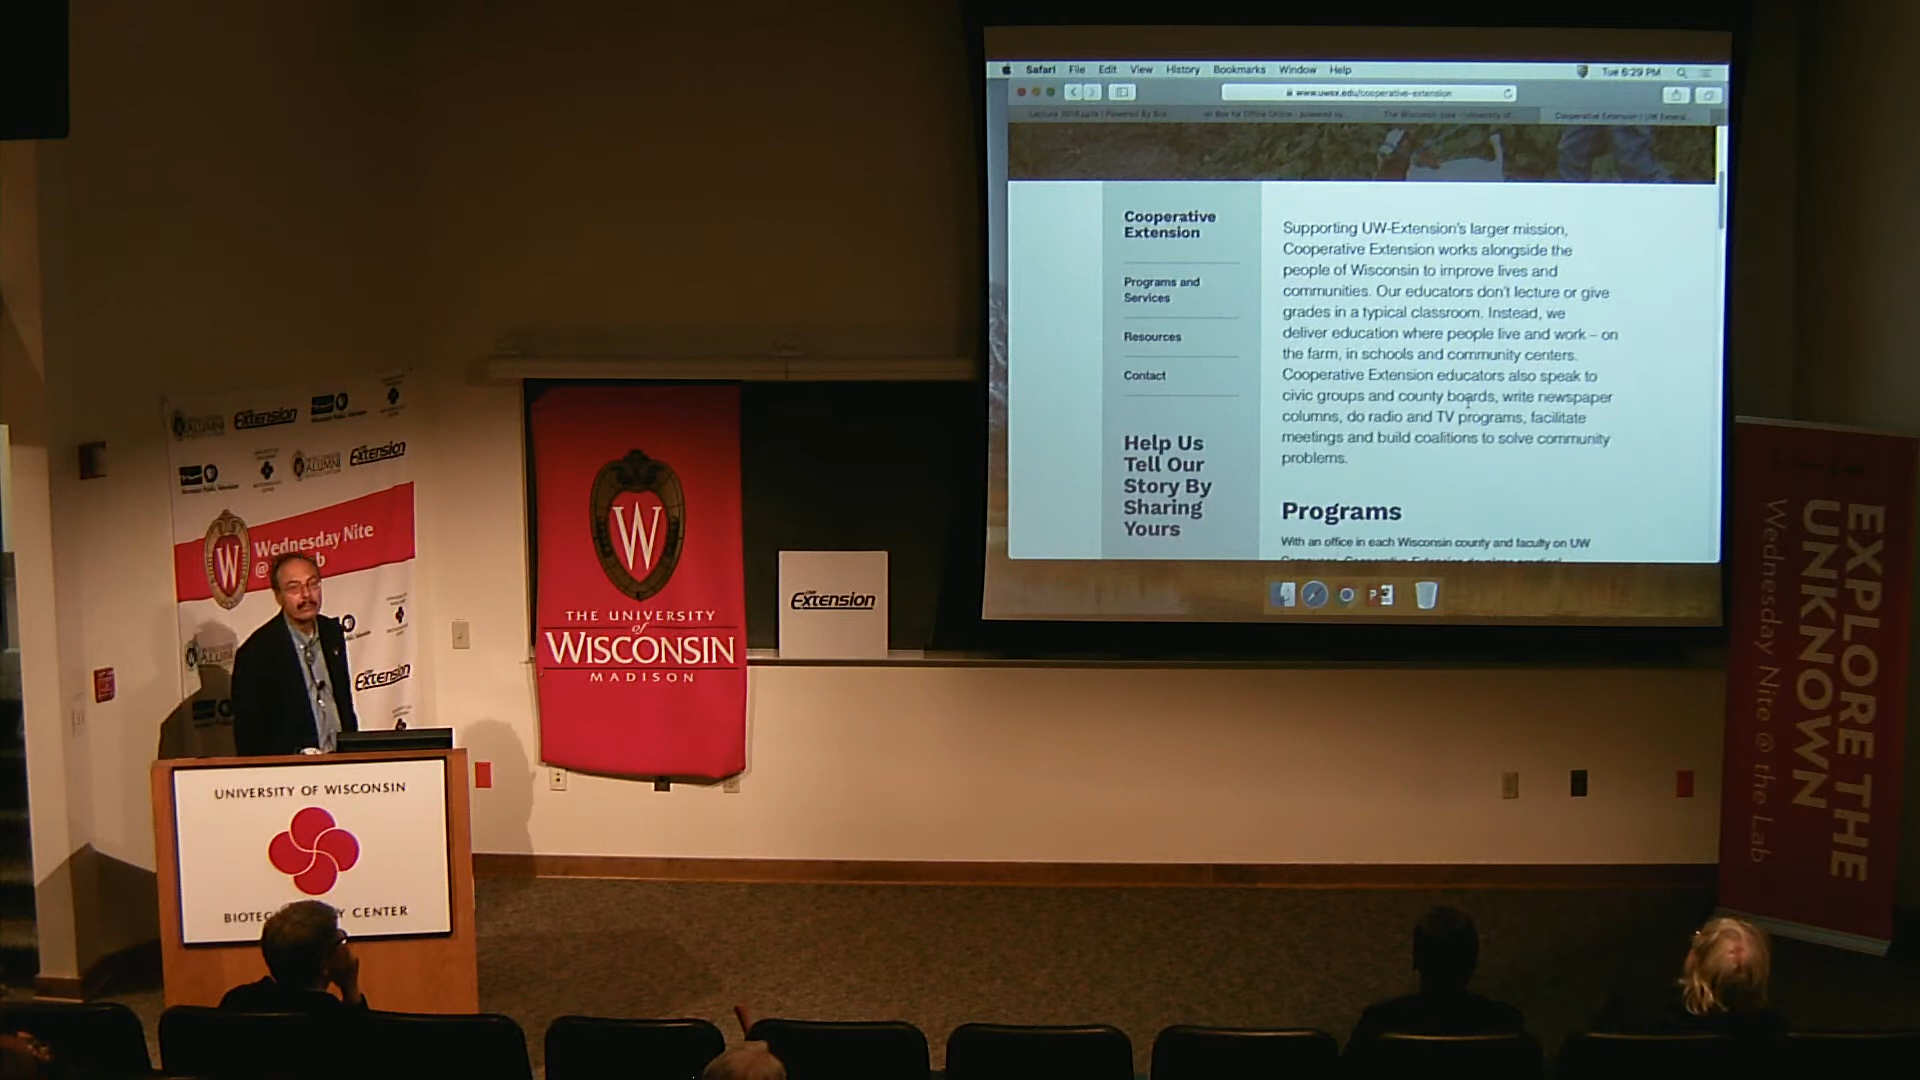 Safari File Edit View History Bookmarks Window Help
Tue 6:29 PM
www.uwex.edu/cooperative-extension
Cooperative
Extension
Programs and
Services
Resources
Contact
Help Us
Tell Our
Story By
Sharing
Yours
Supporting UW-Extension's larger mission,
Cooperative Extension works alongside the
people of Wisconsin to improve lives and
communities. Our educators don't lecture or give
grades in a typical classroom. Instead, we
deliver education where people live and work – on
the farm, in schools and community centers.
Cooperative Extension educators also speak to
civic groups and county boards, write newspaper
columns, do radio and TV programs, facilitate
meetings and build coalitions to solve community
problems.
Programs
With an office in each Wisconsin county and faculty on UW
Extension
ALUMNI
Extension
W
Wednesday Nite
@
Extension
W
THE UNIVERSITY
of
WISCONSIN
MADISON
Extension
UNIVERSITY OF WISCONSIN
CENTER
EXPLORE THE
UNKNOWN
Wednesday Nite @ the Lab